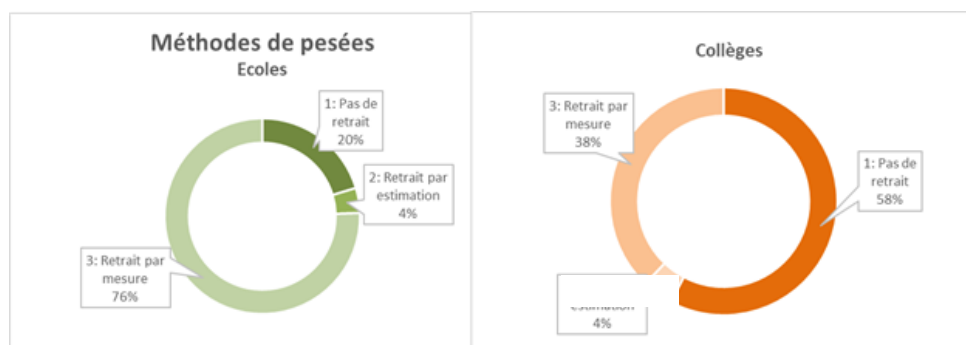 Méthodes de pesées
Ecoles
1: Pas de
retrait
20%
2: Retrait par
estimation
4%
3: Retrait par
mesure
76%
Collèges
3: Retrait par
mesure
38%
1: Pas de
retrait
58%
estimation
4%